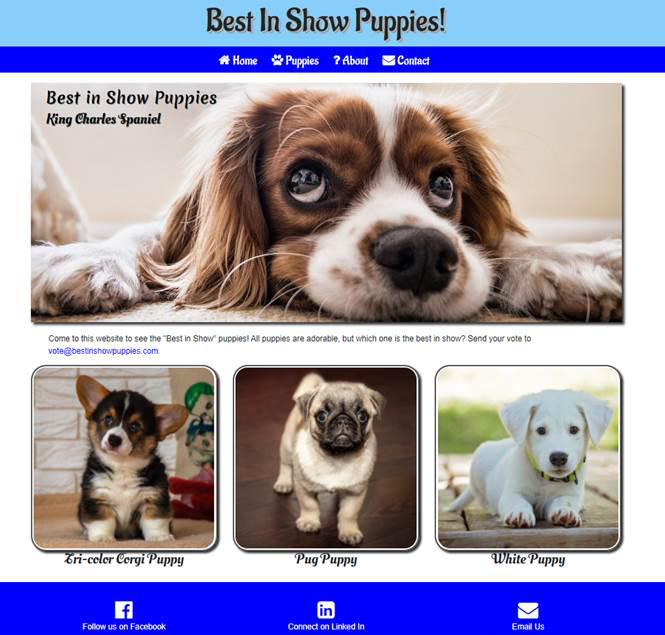 Best In Show Puppies!
Home Puppies ? About Contact
Best in Show Puppies
King Charles Spaniel
Come to this website to see the "Best in Show" puppies! All puppies are adorable, but which one is the best in show? Send your vote to
vote@bestinshowpuppies.com.
Tri-color Corgi Puppy
Pug Puppy
White Puppy
Follow us on Facebook
Connect on Linked In
Email Us